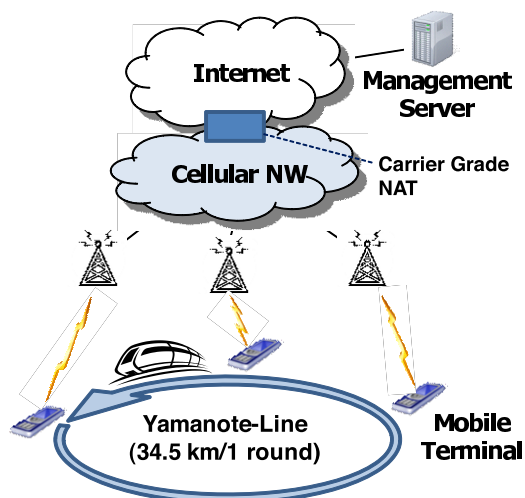 Internet
Management
Server
Cellular NW
Carrier Grade
NAT
Yamanote-Line
(34.5 km/1 round)
Mobile
Terminal